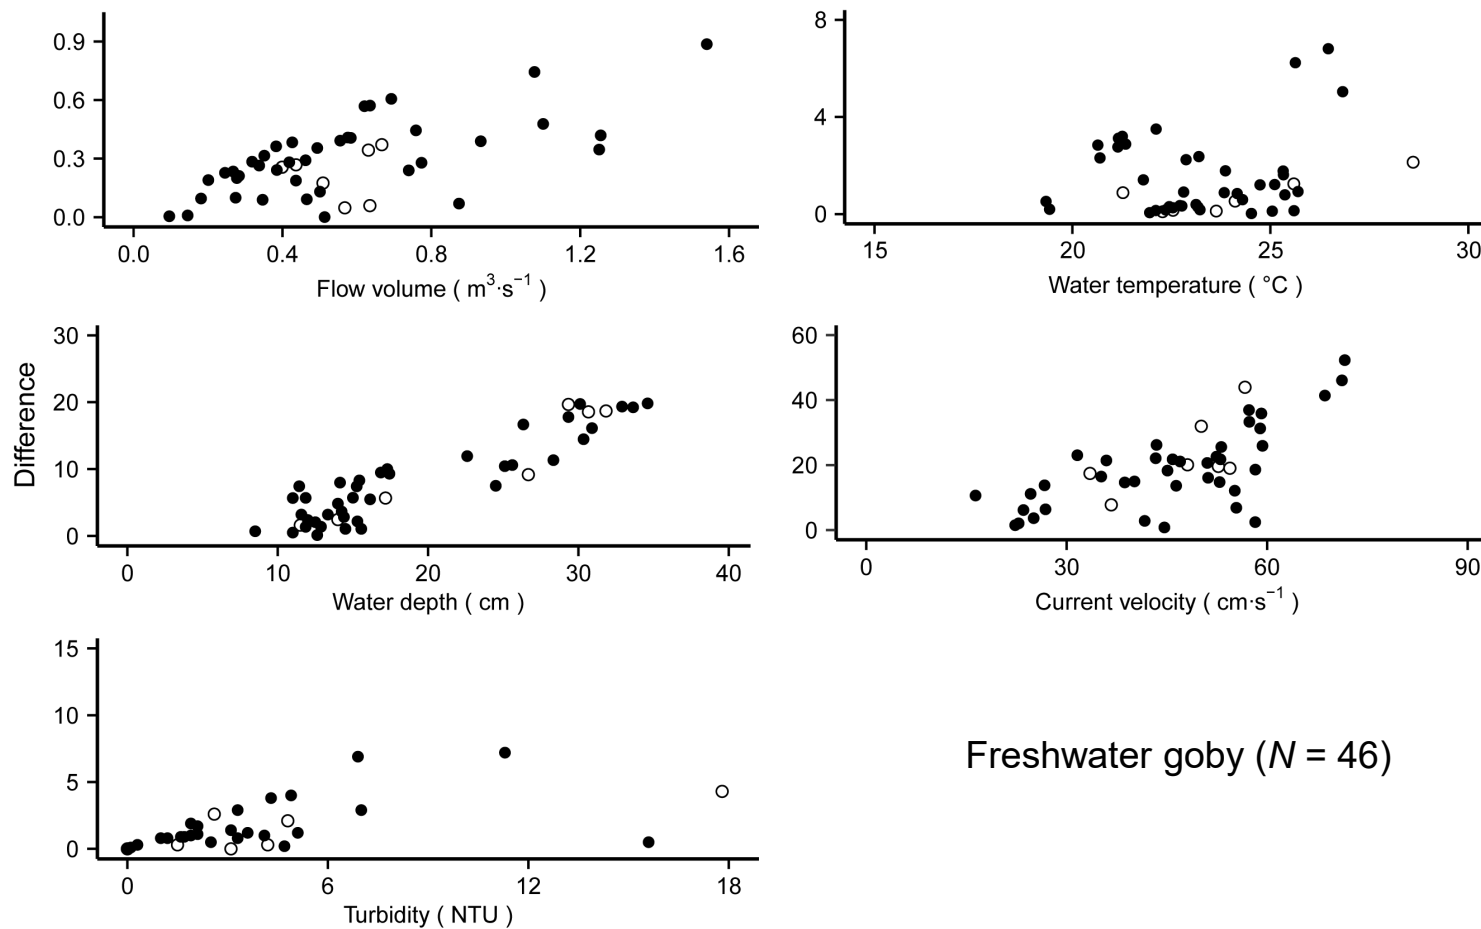 0.9
0.6
0.3
0.0
0.0 0.4 0.8 1.2 1.6
Flow volume ( m³·s⁻¹ )
8
4
0
15 20 25 30
Water temperature ( °C )
Difference
30
20
10
0
0 10 20 30 40
Water depth ( cm )
60
40
20
0
0 30 60 90
Current velocity ( cm·s⁻¹ )
15
10
5
0
0 6 12 18
Turbidity ( NTU )
Freshwater goby (N = 46)